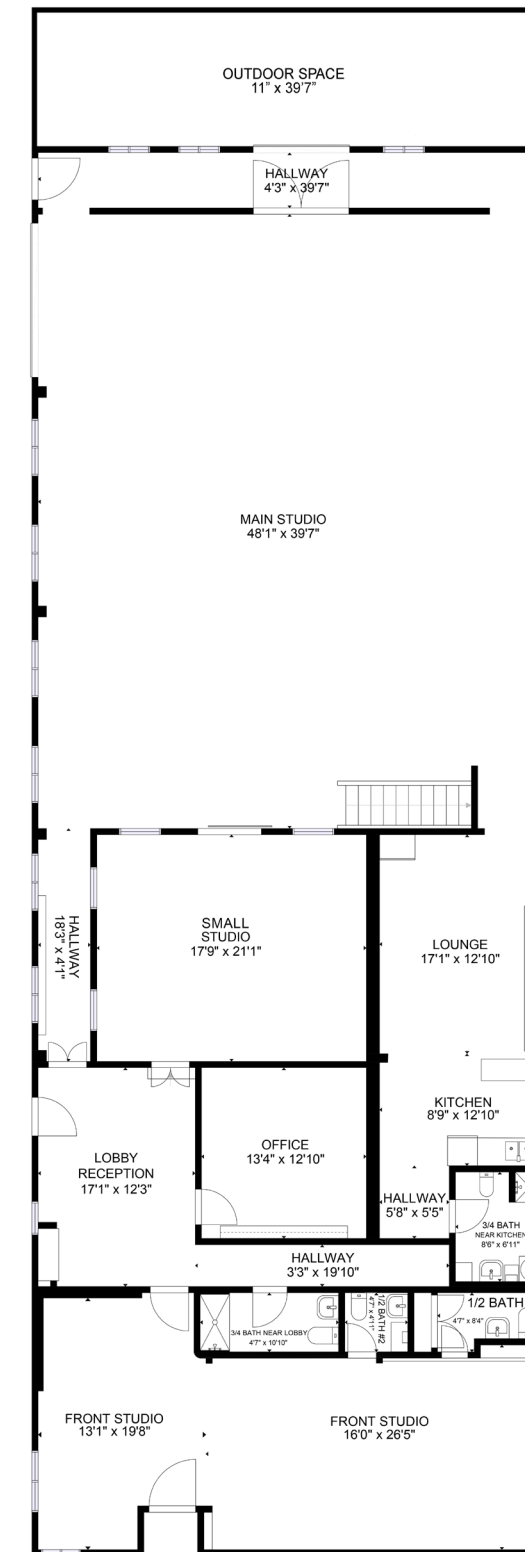 OUTDOOR SPACE
11" x 39'7"
HALLWAY
4'3" x 39'7"
MAIN STUDIO
48'1" x 39'7"
HALLWAY
18'3" x 4'1"
SMALL
STUDIO
17'9" x 21'1"
LOUNGE
17'1" x 12'10"
KITCHEN
8'9" x 12'10"
LOBBY
RECEPTION
17'1" x 12'3"
OFFICE
13'4" x 12'10"
HALLWAY
5'8" x 5'5"
3/4 BATH
NEAR KITCHEN
8'6" x 6'11"
HALLWAY
3'3" x 19'10"
3/4 BATH NEAR LOBBY
4'7" x 10'10"
1/2 BATH #2
4'7" x 4'11"
1/2 BATH
4'7" x 8'4"
FRONT STUDIO
13'1" x 19'8"
FRONT STUDIO
16'0" x 26'5"